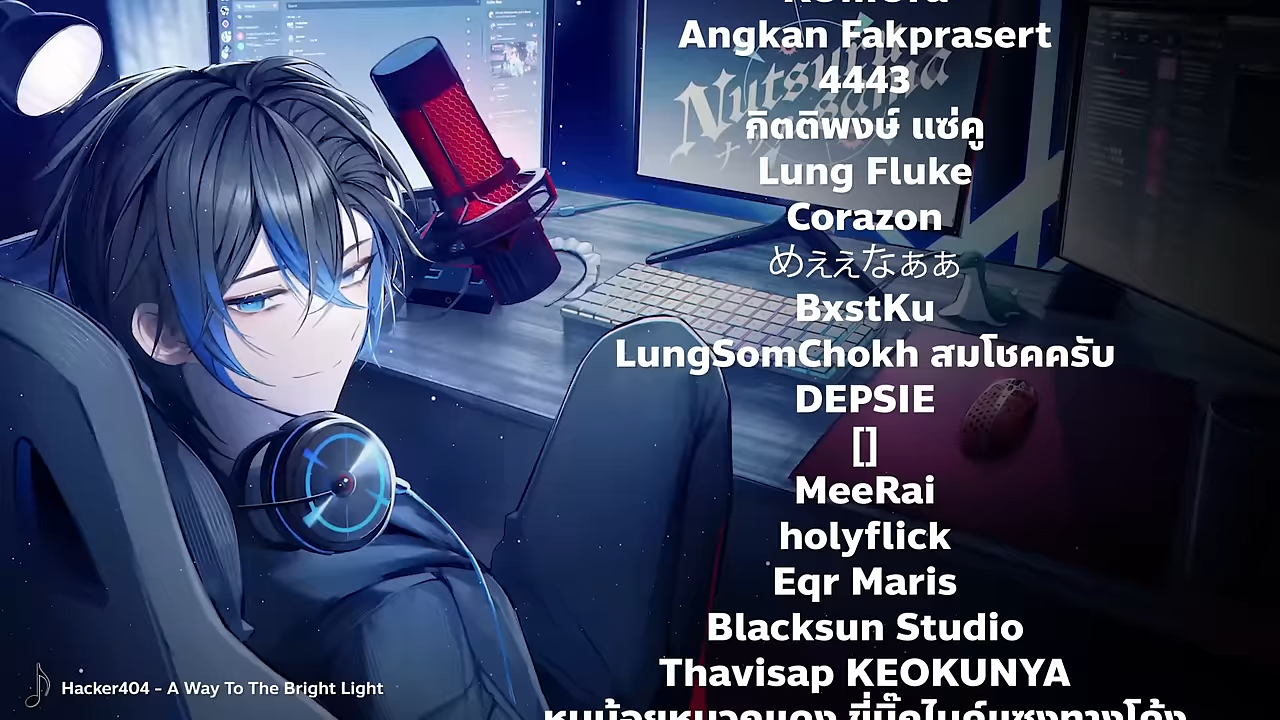 Angkan Fakprasert
4443
กิตติพงษ์ แซ่คู
Lung Fluke
Corazon
めぇぇなぁぁ
BxstKu
LungSomChokh สมโชคครับ
DEPSIE
[]
MeeRai
holyflick
Eqr Maris
Blacksun Studio
Thavisap KEOKUNYA
Hacker404 - A Way To The Bright Light